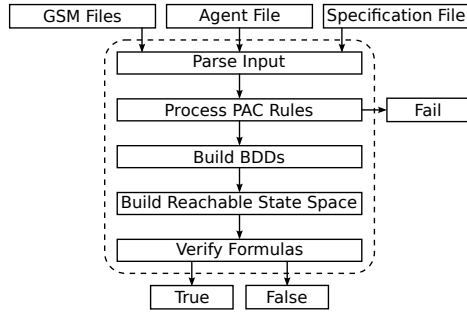 GSM Files
Agent File
Specification File
Parse Input
Process PAC Rules
Fail
Build BDDs
Build Reachable State Space
Verify Formulas
True
False